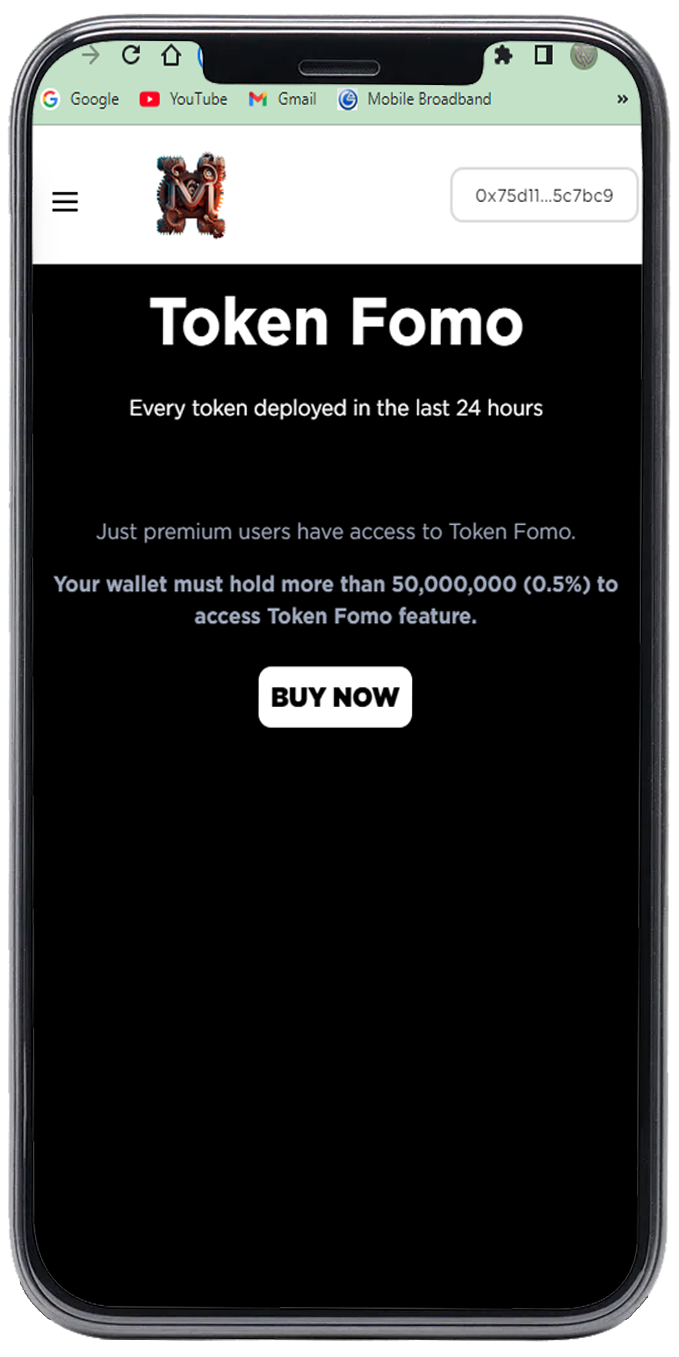 Google YouTube Gmail Mobile Broadband »
M
0x75d11...5c7bc9
Token Fomo
Every token deployed in the last 24 hours
Just premium users have access to Token Fomo.
Your wallet must hold more than 50,000,000 (0.5%) to
access Token Fomo feature.
BUY NOW